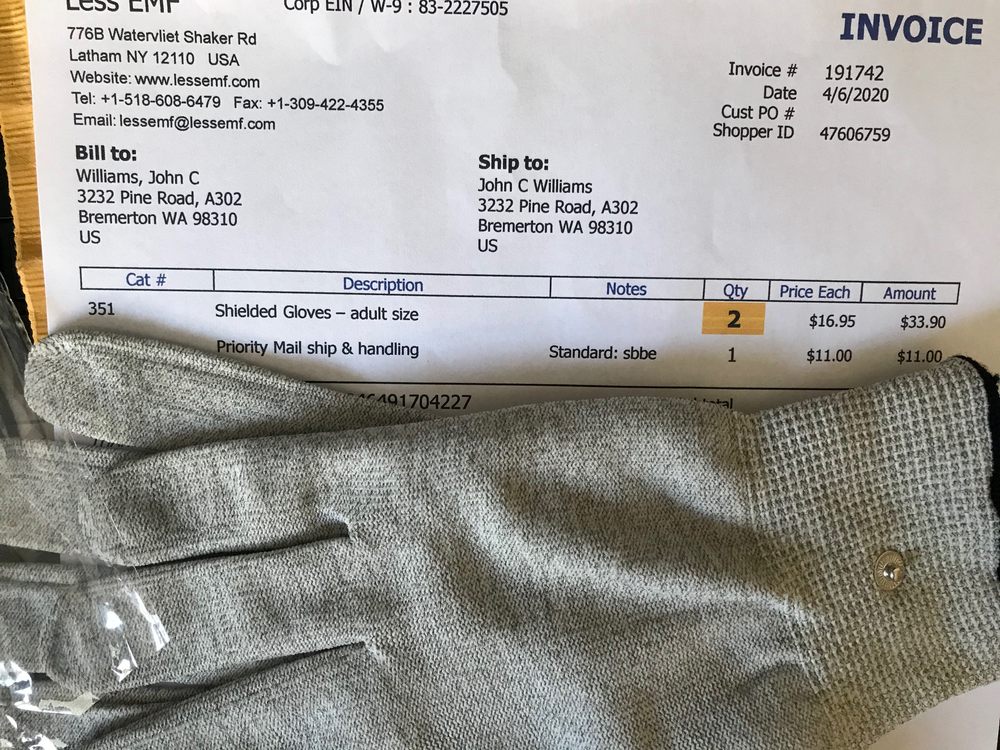 Less EMF
Corp EIN / W-9 : 83-2227505
INVOICE
776B Watervliet Shaker Rd
Latham NY 12110 USA
Website: www.lessemf.com
Tel: +1-518-608-6479 Fax: +1-309-422-4355
Email: lessemf@lessemf.com
Invoice # 191742
Date 4/6/2020
Cust PO #
Shopper ID 47606759
Bill to:
Williams, John C
3232 Pine Road, A302
Bremerton WA 98310
US
Ship to:
John C Williams
3232 Pine Road, A302
Bremerton WA 98310
US
Cat # Description Notes Qty Price Each Amount
351 Shielded Gloves – adult size 2 $16.95 $33.90
Priority Mail ship & handling Standard: sbbe 1 $11.00 $11.00
491704227